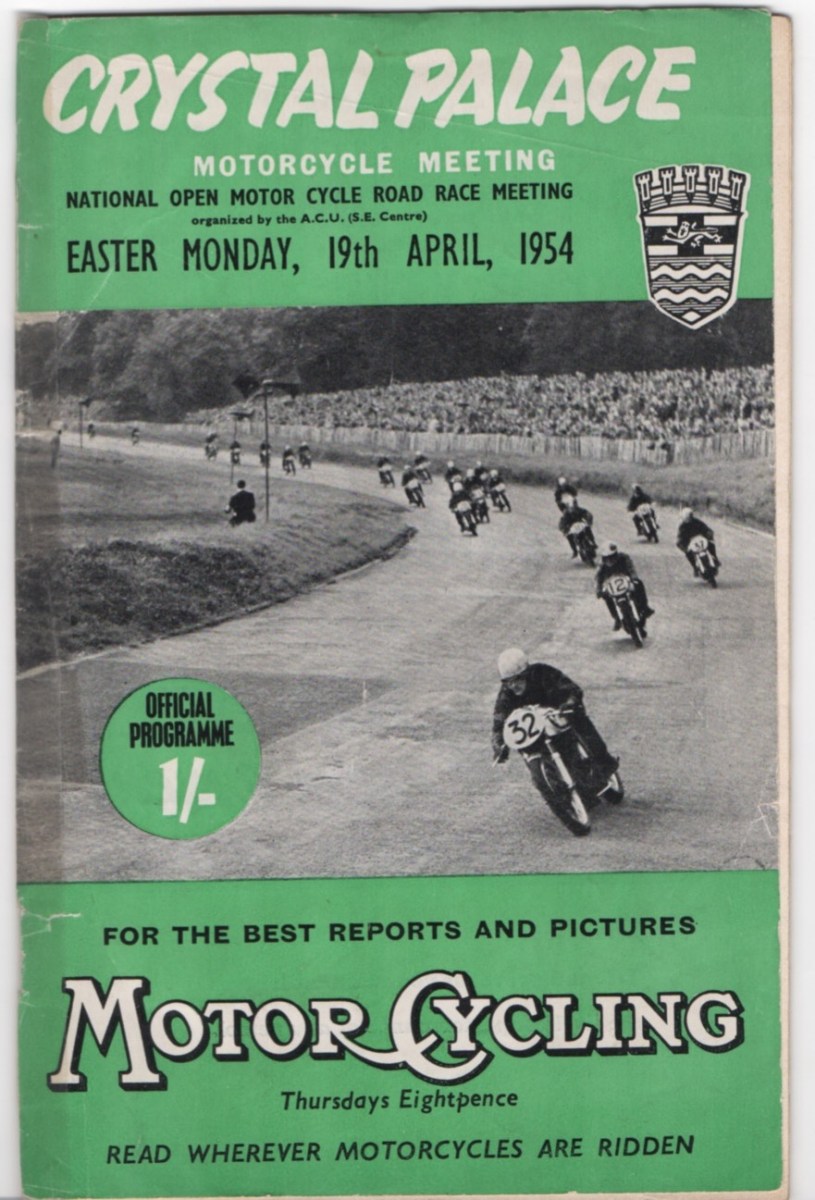 CRYSTAL PALACE
MOTORCYCLE MEETING
NATIONAL OPEN MOTOR CYCLE ROAD RACE MEETING
organized by the A.C.U. (S.E. Centre)
EASTER MONDAY, 19th APRIL, 1954
12
32
OFFICIAL
PROGRAMME
1/-
FOR THE BEST REPORTS AND PICTURES
MOTOR CYCLING
Thursdays Eightpence
READ WHEREVER MOTORCYCLES ARE RIDDEN